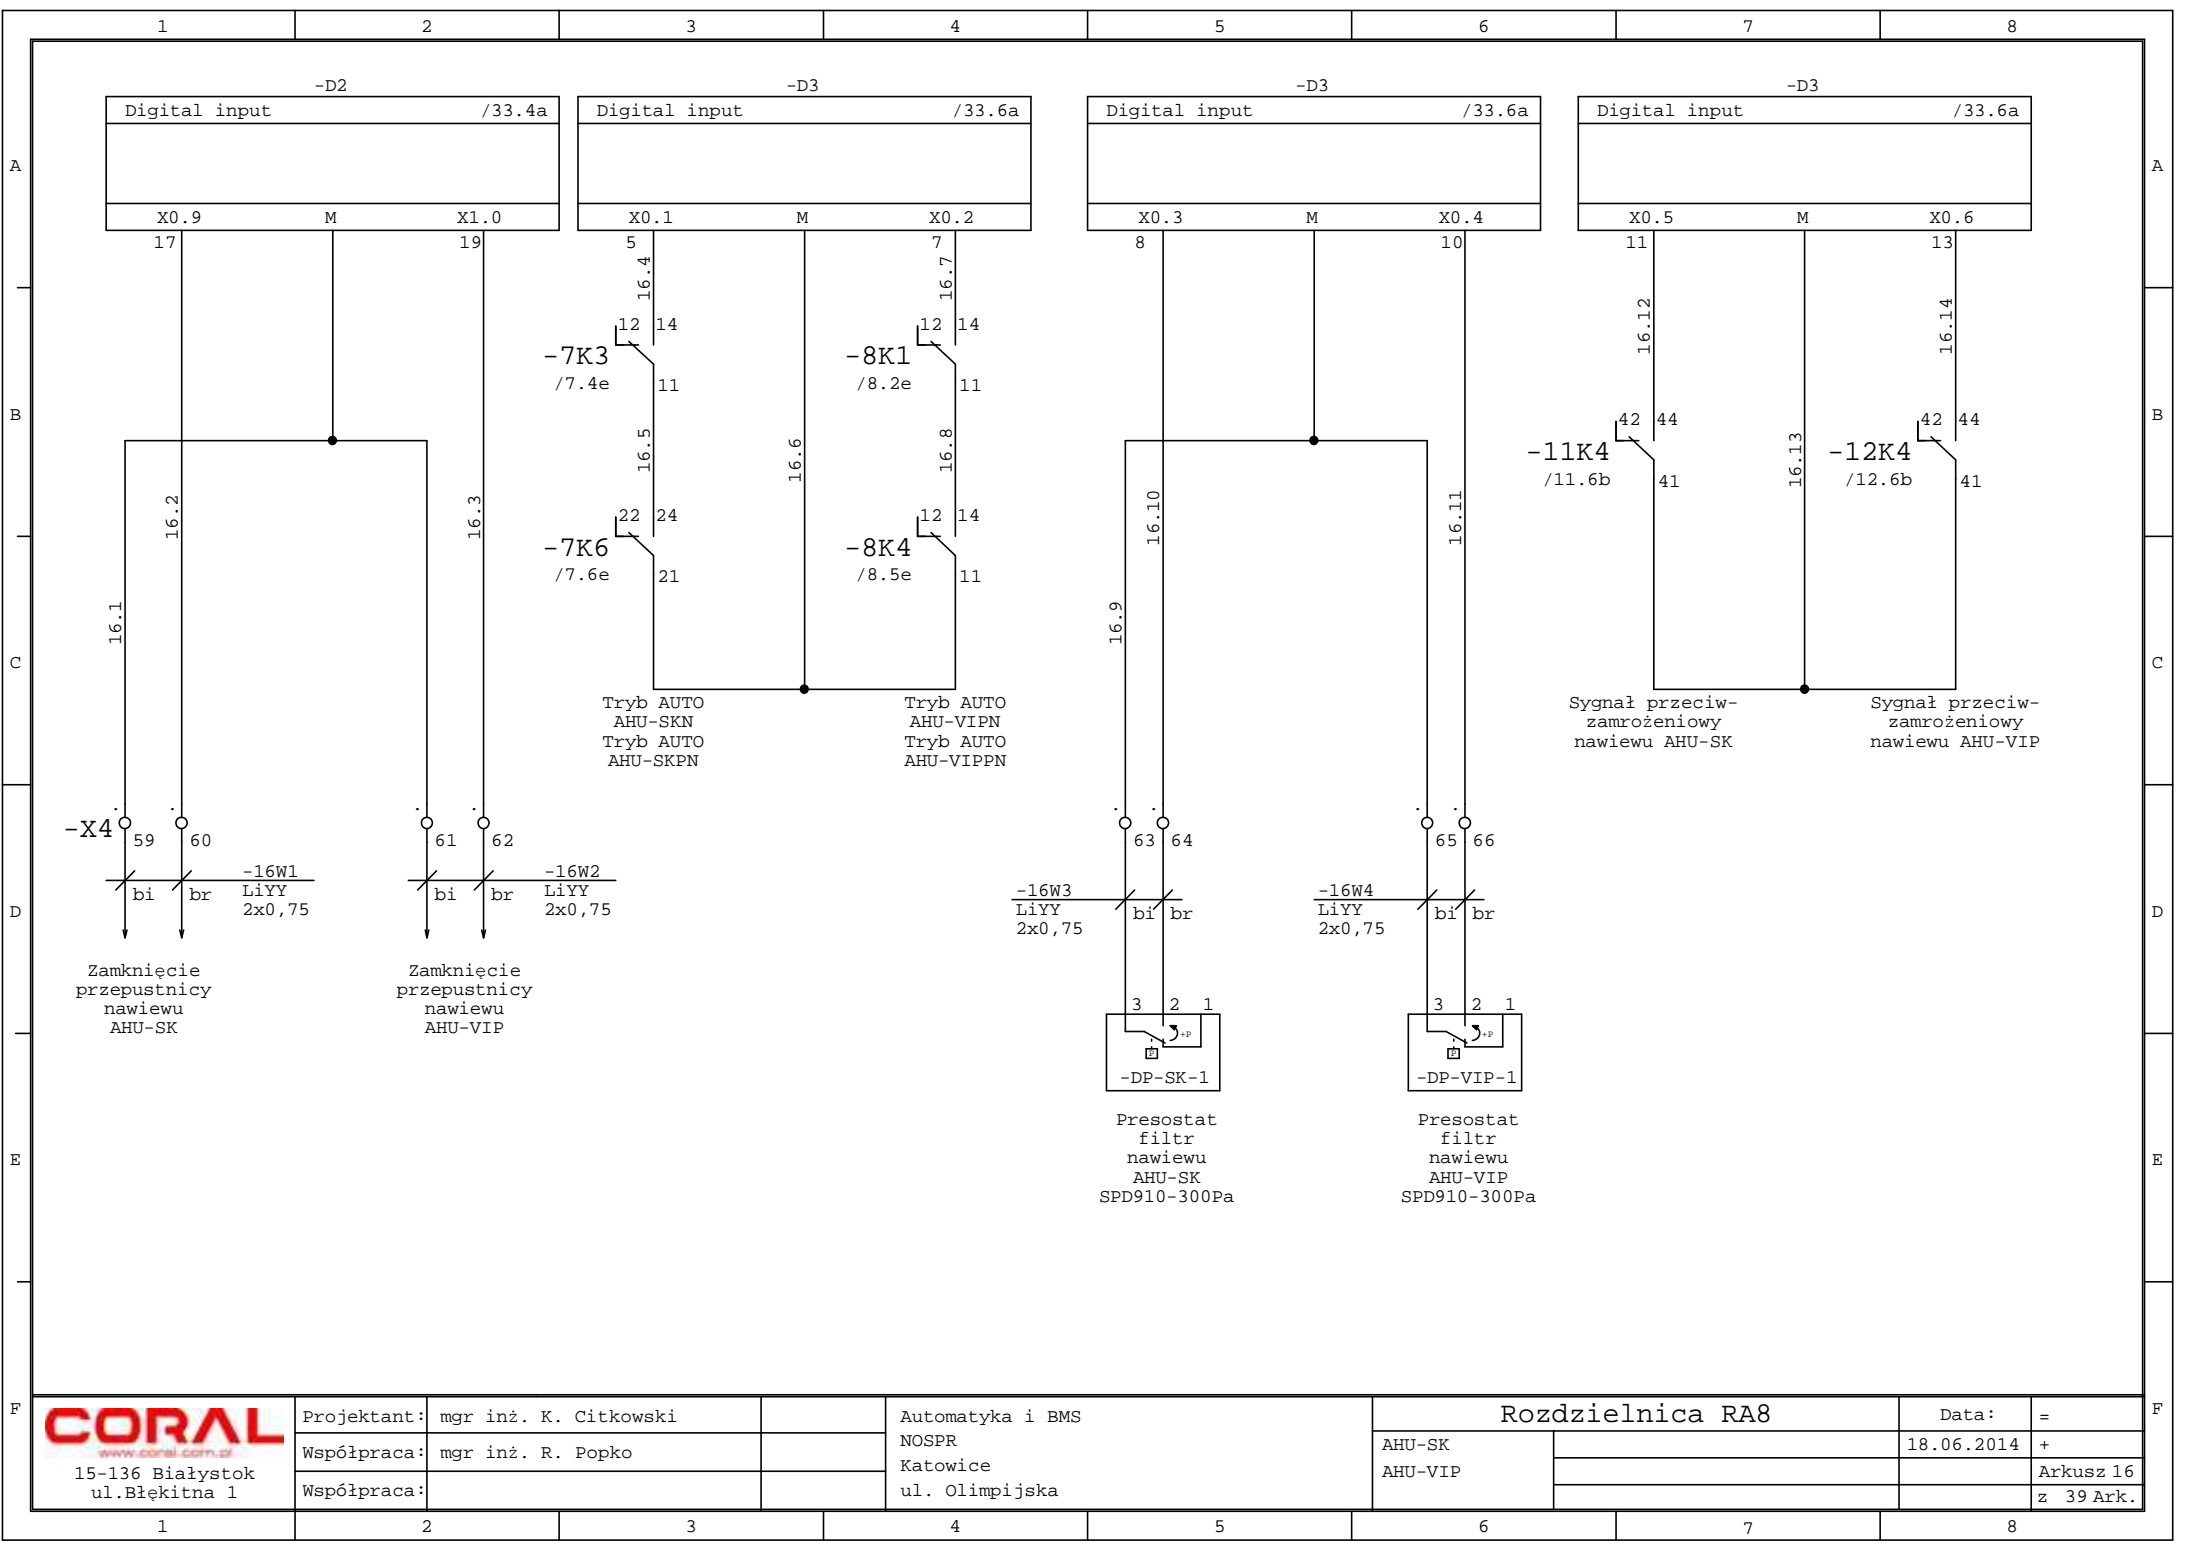 1 2 3 4 5 6 7 8
-D2 -D3 -D3 -D3
Digital input /33.4a Digital input /33.6a Digital input /33.6a Digital input /33.6a
A A
X0.9 M X1.0 X0.1 M X0.2 X0.3 M X0.4 X0.5 M X0.6
17 19 5 7 8 10 11 13
16.4 16.7
16.12 16.14
12 14 12 14
-7K3 -8K1
/7.4e 11 /8.2e 11
B B
42 44 42 44
16.5 16.6 16.8
-11K4 16.13 -12K4
/11.6b 41 /12.6b 41
16.2 16.3 16.10 16.11
22 24 12 14
-7K6 -8K4
/7.6e 21 /8.5e 11
16.1 16.9
C C
Tryb AUTO
AHU-SKN
Tryb AUTO
AHU-SKPN
Tryb AUTO
AHU-VIPN
Tryb AUTO
AHU-VIPPN
Sygnał przeciw-
zamrożeniowy
nawiewu AHU-SK
Sygnał przeciw-
zamrożeniowy
nawiewu AHU-VIP
-X4 59 60 61 62 63 64 65 66
-16W1
LiYY
2x0,75
bi br
-16W2
LiYY
2x0,75
bi br
-16W3
LiYY
2x0,75
bi br
-16W4
LiYY
2x0,75
bi br
D D
Zamknięcie
przepustnicy
nawiewu
AHU-SK
Zamknięcie
przepustnicy
nawiewu
AHU-VIP
3 2 1
+P
P
-DP-SK-1
3 2 1
+P
P
-DP-VIP-1
Presostat
filtr
nawiewu
AHU-SK
SPD910-300Pa
Presostat
filtr
nawiewu
AHU-VIP
SPD910-300Pa
E E
F F
CORAL
www.coral.com.pl
15-136 Białystok
ul.Błękitna 1
Projektant: mgr inż. K. Citkowski
Współpraca: mgr inż. R. Popko
Współpraca:
Automatyka i BMS
NOSPR
Katowice
ul. Olimpijska
Rozdzielnica RA8
AHU-SK
AHU-VIP
Data: =
18.06.2014 +
Arkusz 16
z 39 Ark.
1 2 3 4 5 6 7 8